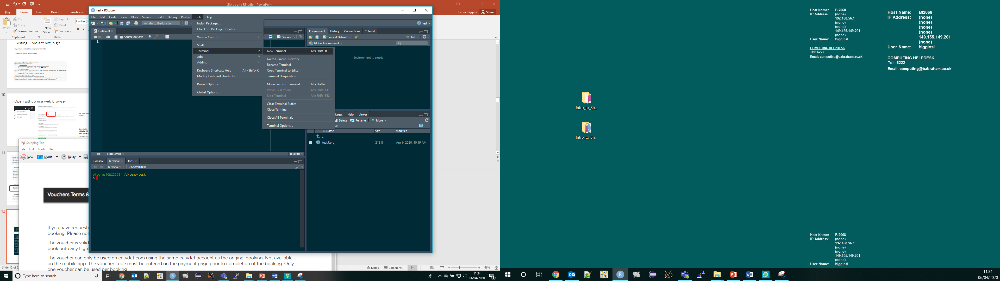 Github and RStudio - PowerPoint
File Home Insert Design Transitions
Laura Biggins Share
Paste
Cut
Copy
Format Painter
Clipboard
New Slide
Layout
Reset
Section
Slides
Calibri (B
B I
Existing R project not in git
To push an existing RStudio project to GitHub
1. Open GitHub in web browser
10
Open github in a web browser
11
12
Slide 12 of 2
Notes Comments 66%
Snipping Tool
File Edit Tools Help
New Mode Delay
Vouchers Terms &
If you have requeste
booking. Please not
The voucher is valid
book onto any fligh
The voucher can only be used on easyJet.com using the same easyJet account as the original booking. Not available
on the mobile app. The voucher code must be entered on the payment page prior to completion of the booking. Only
one voucher can be used per booking
test - RStudio
File Edit Code View Plots Session Build Debug Profile Tools Help
Go to file/function
test
Untitled1
Source on Save
Source
1
Install Packages...
Check for Package Updates...
Version Control
Shell...
Terminal
Jobs
Addins
Keyboard Shortcuts Help Alt+Shift+K
Modify Keyboard Shortcuts...
Project Options...
Global Options...
New Terminal Alt+Shift+R
Go to Current Directory
Rename Terminal
Copy Terminal to Editor
Terminal Diagnostics...
Move Focus to Terminal Alt+Shift+T
Previous Terminal Alt+Shift+F11
Next Terminal Alt+Shift+F12
Clear Terminal Buffer
Close Terminal
Close All Terminals
Terminal Options...
1:1 (Top Level) R Script
Console Terminal Jobs
Terminal 1 /d/temp/test
bigginsl@BI2068 /d/temp/test
$
Environment History Connections Tutorial
Import Dataset List
Global Environment
Environment is empty
ckages Help Viewer
Delete Rename More
est
Name Size Modified
..
test.Rproj 218 B Apr 6, 2020, 10:19 AM
Type here to search
11:34
06/04/2020
3
Intro_to_Sh...
Intro_to_Sh...
Host Name: BI2068
IP Address: (none)
192.168.56.1
(none)
(none)
149.155.149.201
(none)
User Name: bigginsl
COMPUTING HELPDESK
Tel : 6222
Email: computing@babraham.ac.uk
Host Name: BI2068
IP Address: (none)
(none)
(none)
(none)
149.155.149.201
(none)
User Name: bigginsl
COMPUTING HELPDESK
Tel : 6222
Email: computing@babraham.ac.uk
Host Name: BI2068
IP Address: (none)
192.168.56.1
(none)
(none)
149.155.149.201
(none)
User Name: bigginsl
11:34
06/04/2020